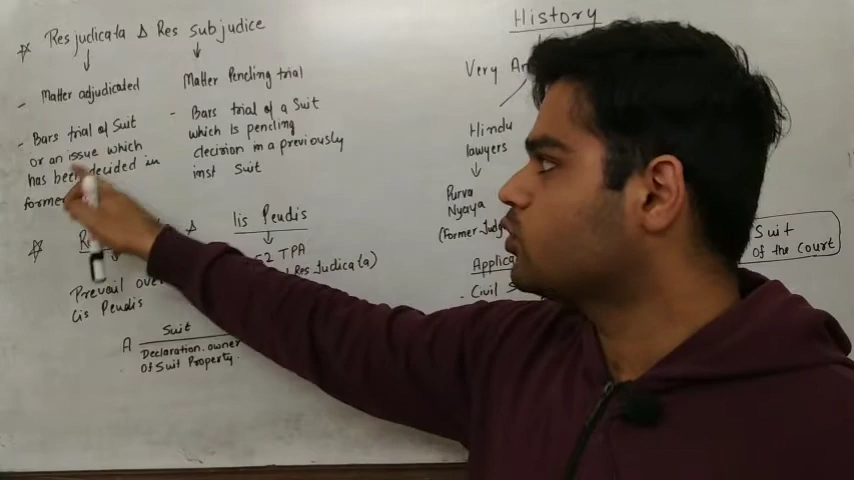 Res judicata Δ Res subjudice
- Matter adjudicated
- Bars trial of Suit
or an issue which
has been decided in
former
Matter Pending trial
- Bars trial of a Suit
which Is pending
decision in a previously
inst Suit
Δ lis Pendis
Prevail over
Lis Pendis
52 TPA
Res Judicata)
A Suit
Declaration owner
Of Suit Property.
History
Very
Hindu
lawyers
Purva
Nyaya
(Former
- Civil
Suit
of the Court